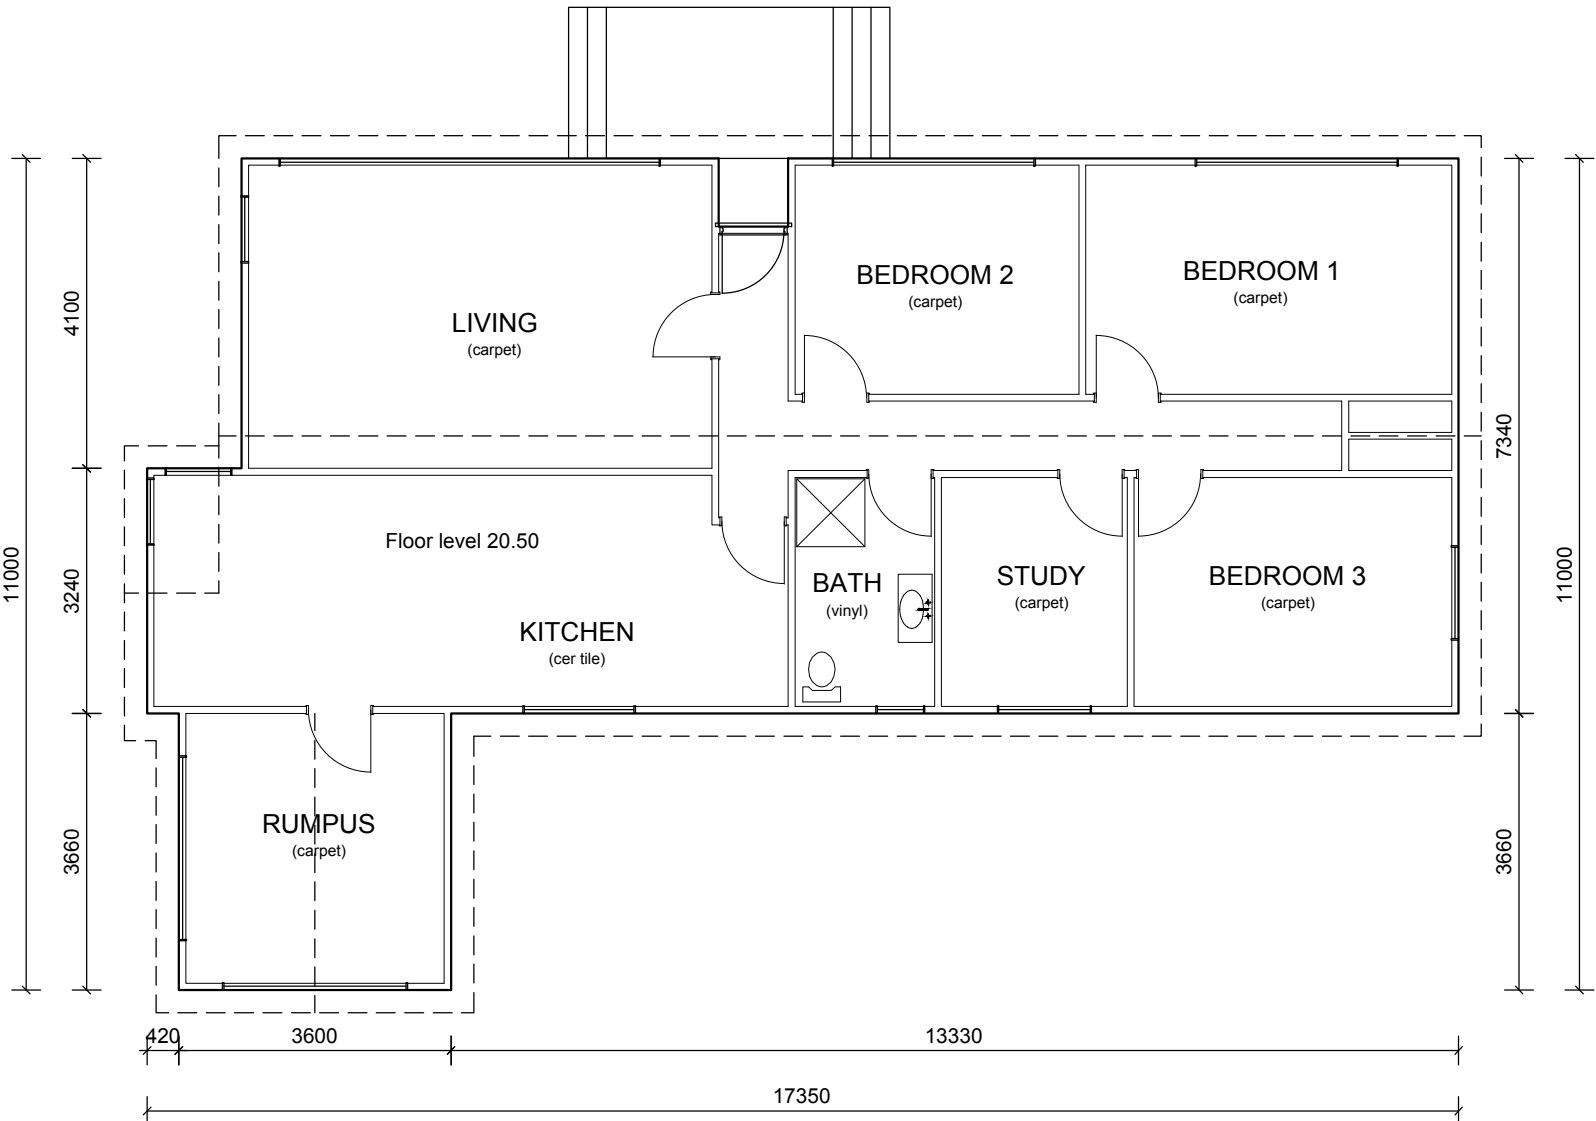 BEDROOM 1
(carpet)
BEDROOM 2
(carpet)
LIVING
(carpet)
4100
7340
11000
3240
11000
Floor level 20.50
BATH
(vinyl)
STUDY
(carpet)
BEDROOM 3
(carpet)
KITCHEN
(cer tile)
RUMPUS
(carpet)
3660
3660
420
3600
13330
17350